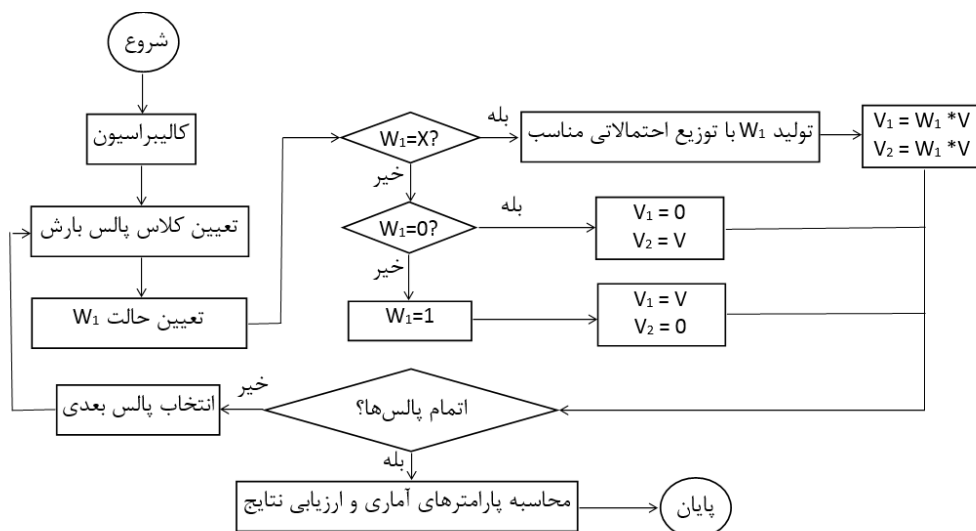 شروع
کالیبراسیون
تعیین کلاس پالس بارش
تعیین حالت W₁
W₁=X?
بله
تولید W₁ با توزیع احتمالاتی مناسب
V₁ = W₁ *V
V₂ = W₁ *V
خیر
W₁=0?
بله
V₁ = 0
V₂ = V
خیر
W₁=1
V₁ = V
V₂ = 0
اتمام پالس‌ها؟
خیر
انتخاب پالس بعدی
بله
محاسبه پارامترهای آماری و ارزیابی نتایج
پایان